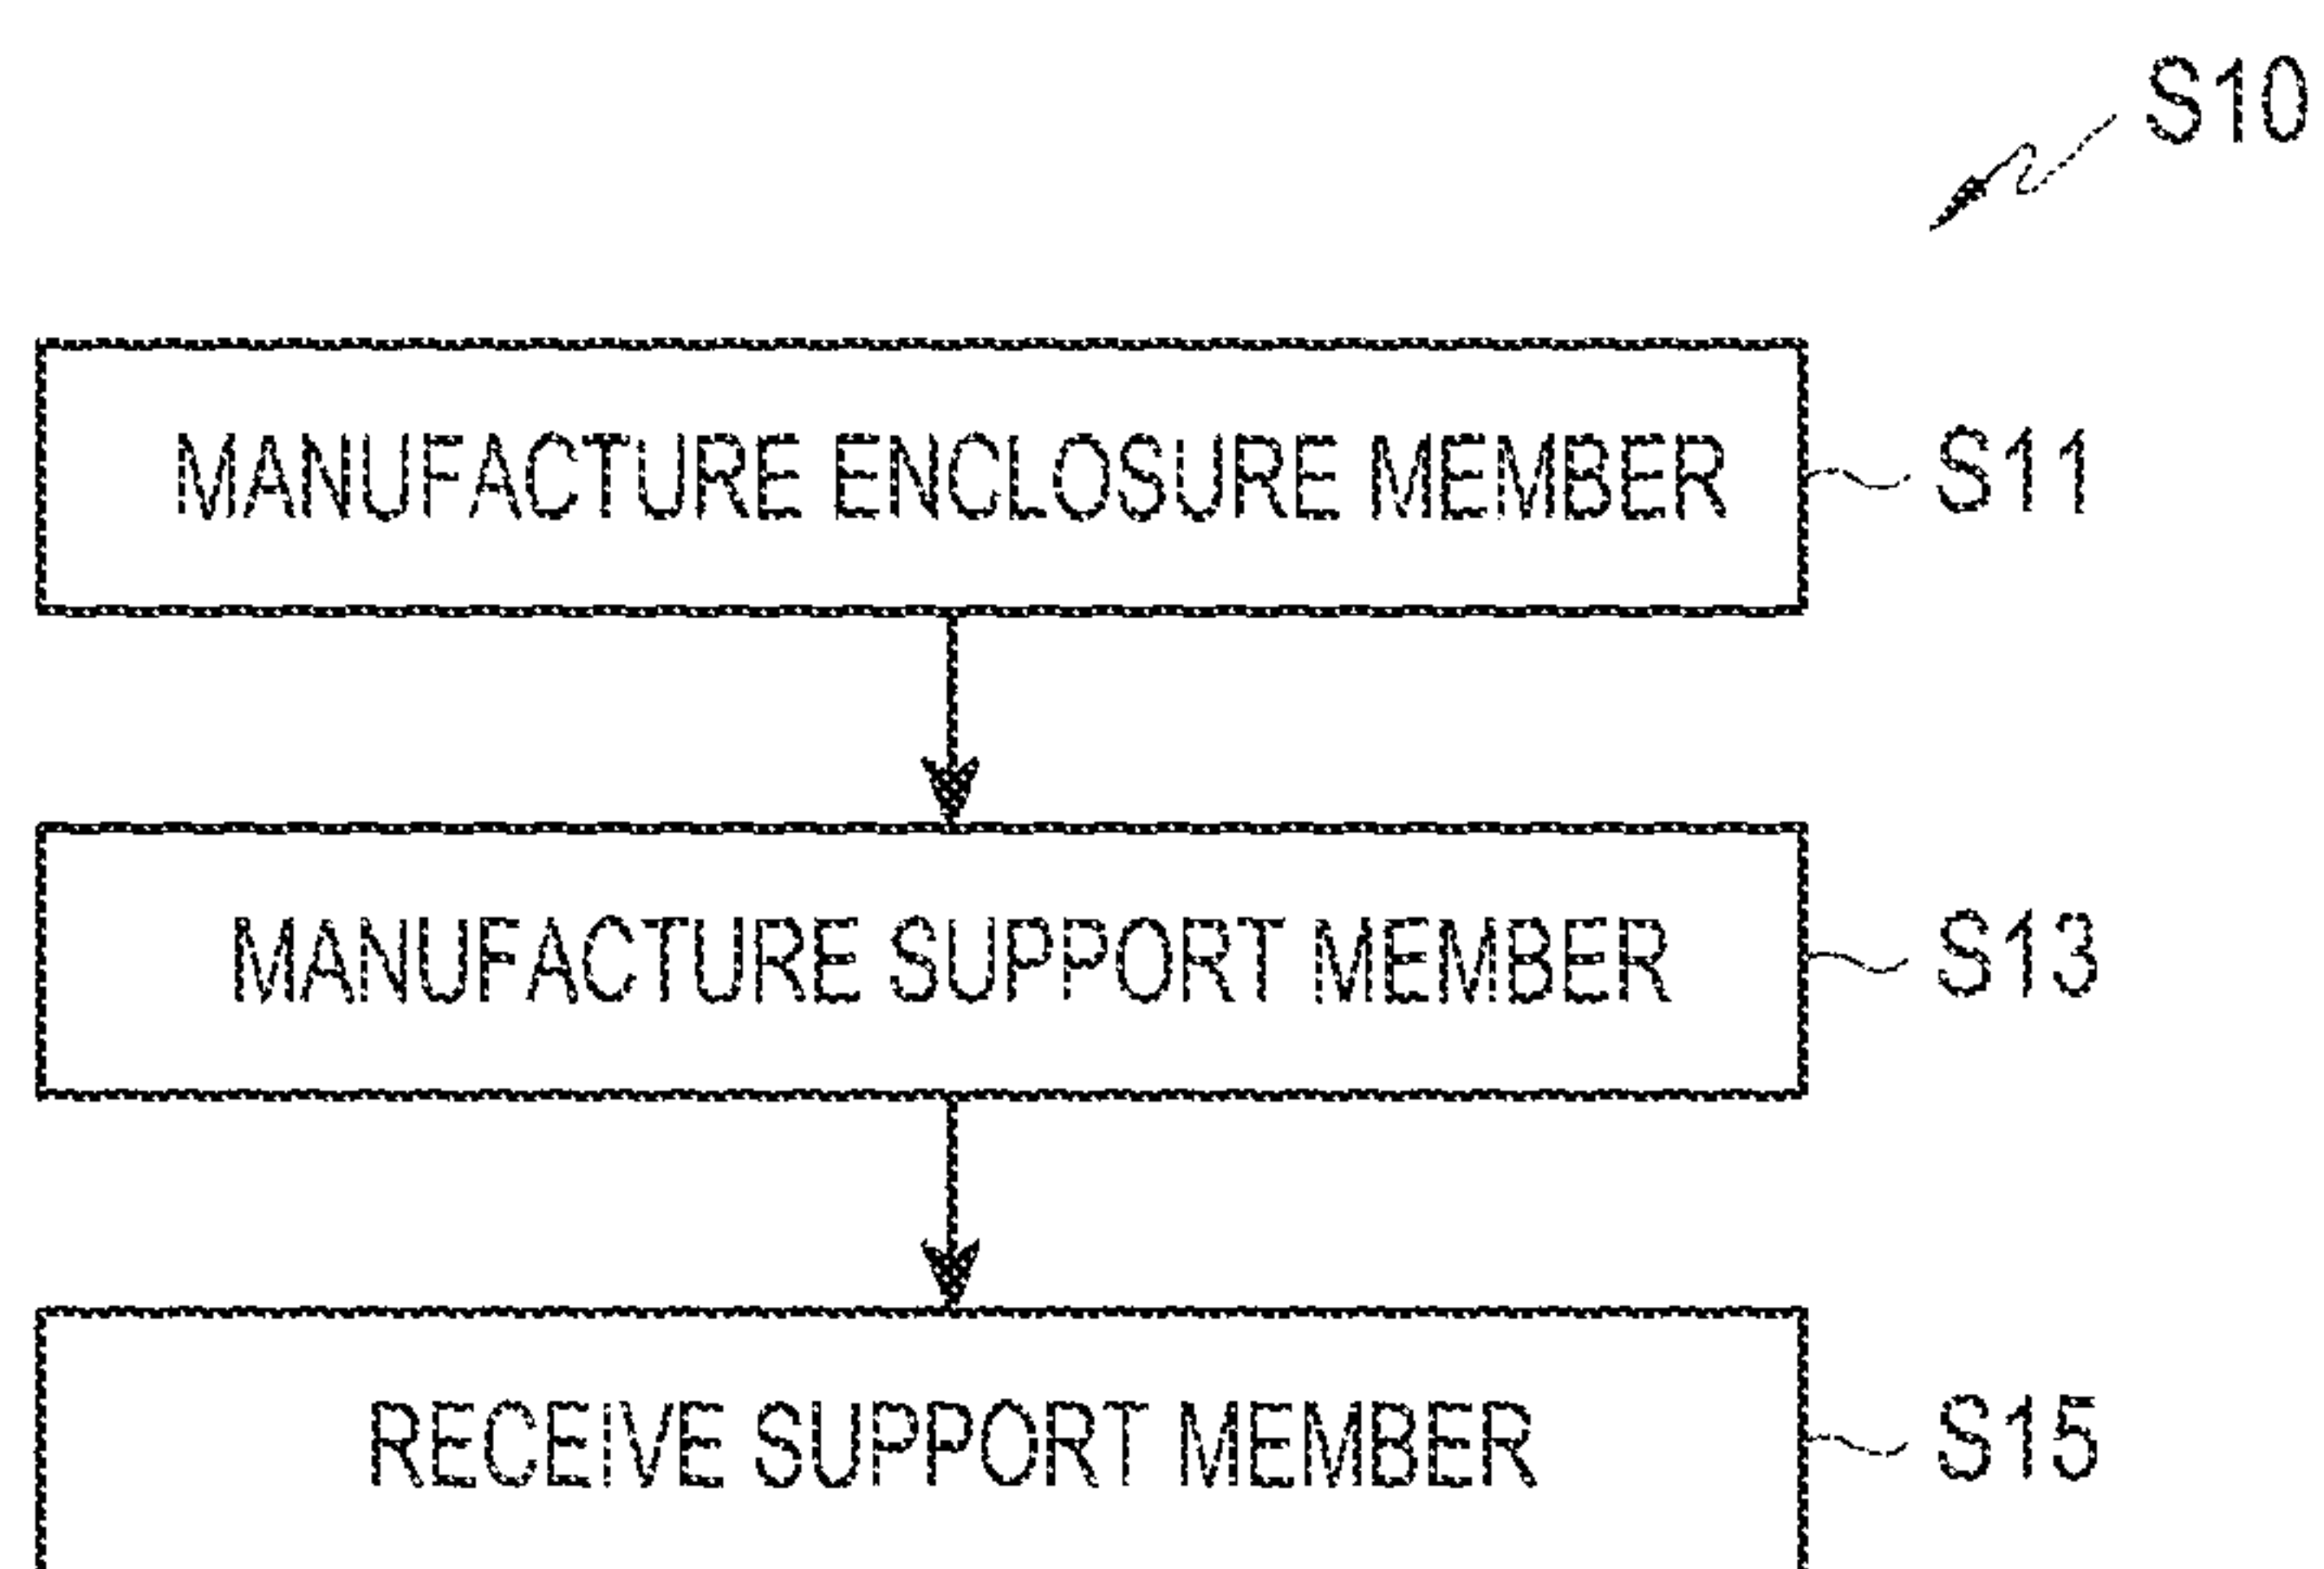 S10
MANUFACTURE ENCLOSURE MEMBER S11
MANUFACTURE SUPPORT MEMBER S13
RECEIVE SUPPORT MEMBER S15